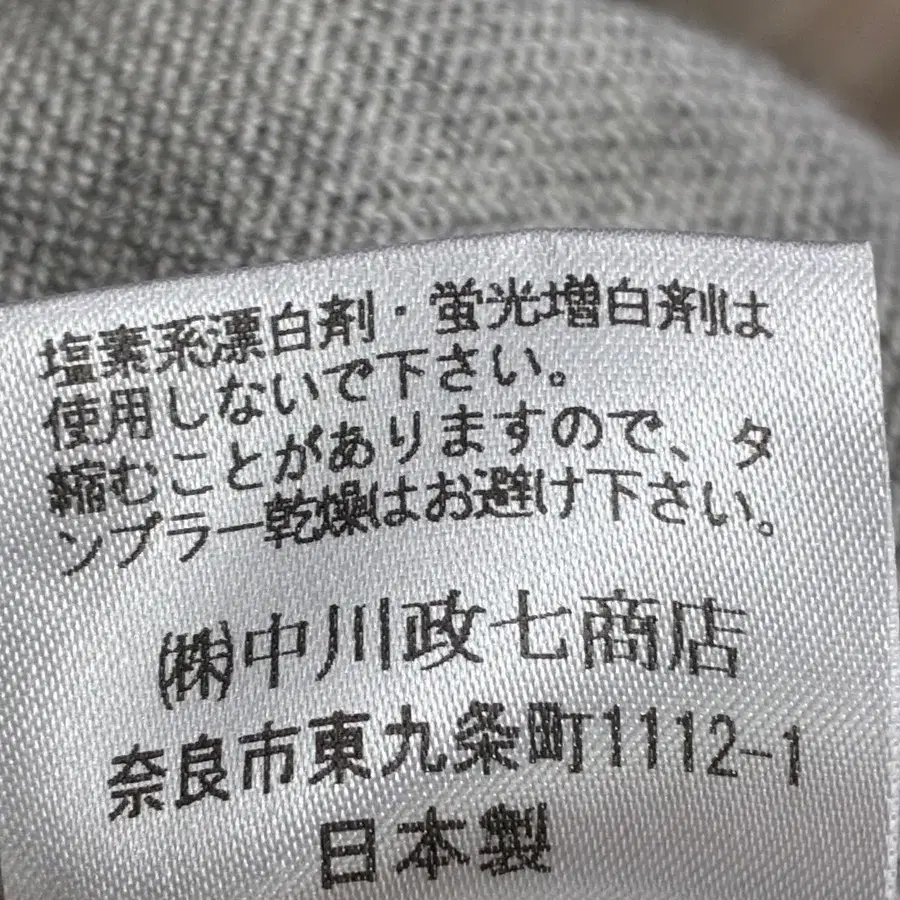 塩素系漂白剤・蛍光増白剤は
使用しないで下さい。
縮むことがありますので、タ
ンブラー乾燥はお避け下さい。
㈱中川政七商店
奈良市東九条町1112-1
日本製